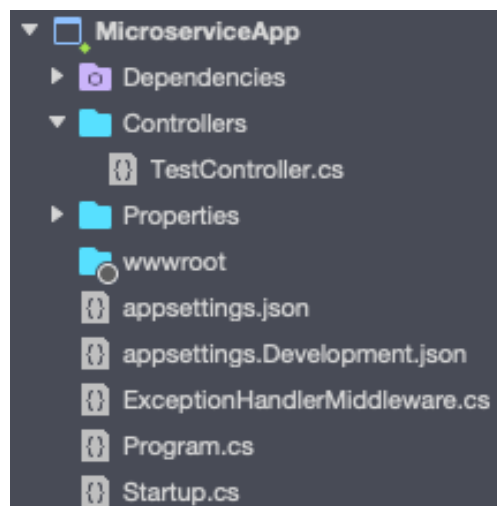 MicroserviceApp
Dependencies
Controllers
TestController.cs
Properties
wwwroot
appsettings.json
appsettings.Development.json
ExceptionHandlerMiddleware.cs
Program.cs
Startup.cs